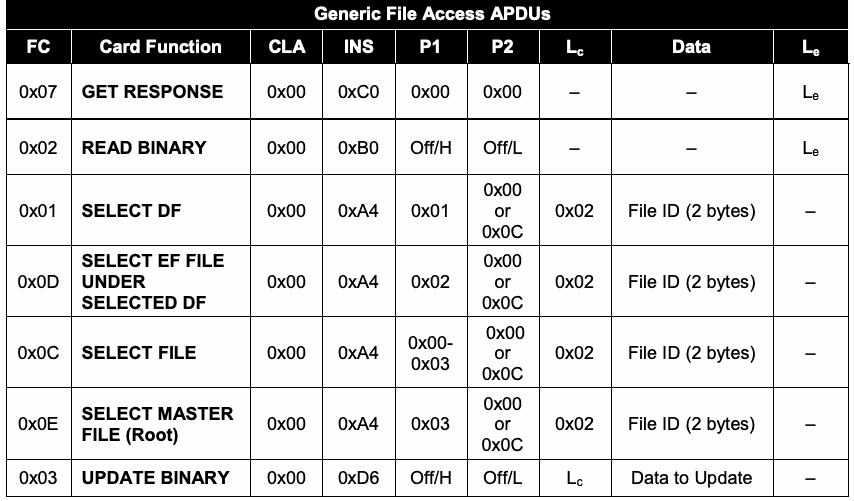 Generic File Access APDUs
FC Card Function CLA INS P1 P2 Lc Data Le
0x07 GET RESPONSE 0x00 0xC0 0x00 0x00 – – Le
0x02 READ BINARY 0x00 0xB0 Off/H Off/L – – Le
0x01 SELECT DF 0x00 0xA4 0x01 0x00 or 0x0C 0x02 File ID (2 bytes) –
0x0D SELECT EF FILE UNDER SELECTED DF 0x00 0xA4 0x02 0x00 or 0x0C 0x02 File ID (2 bytes) –
0x0C SELECT FILE 0x00 0xA4 0x00-0x03 0x00 or 0x0C 0x02 File ID (2 bytes) –
0x0E SELECT MASTER FILE (Root) 0x00 0xA4 0x03 0x00 or 0x0C 0x02 File ID (2 bytes) –
0x03 UPDATE BINARY 0x00 0xD6 Off/H Off/L Lc Data to Update –